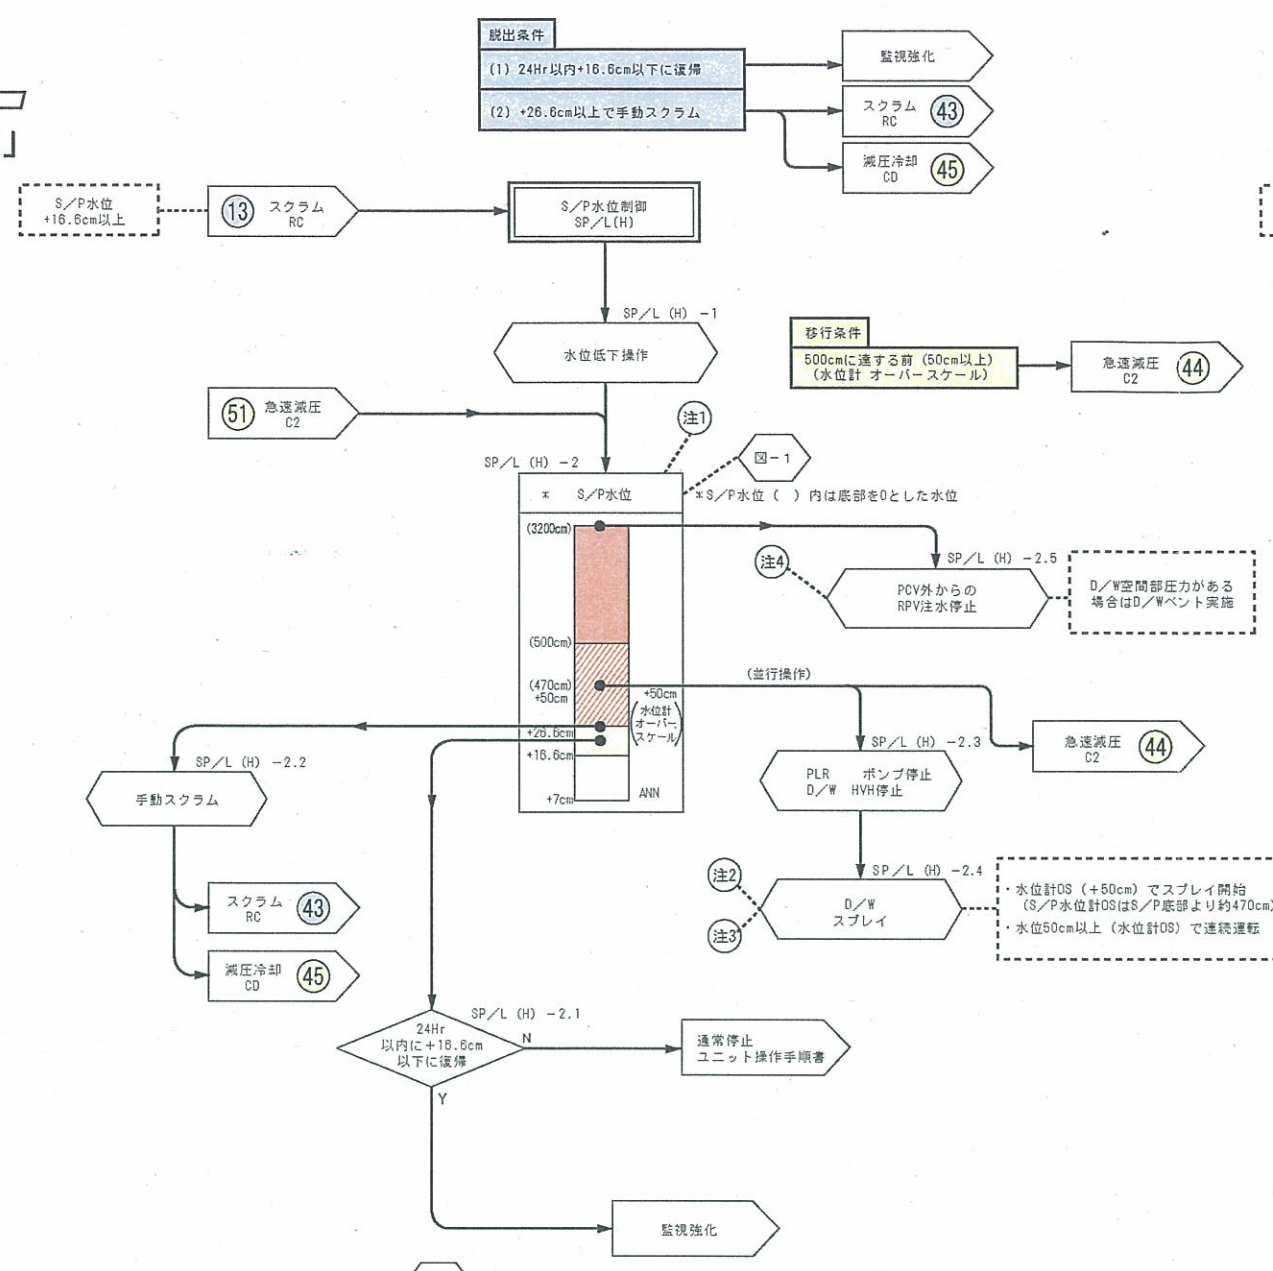 脱出条件
(1) 24Hr以内+16.6cm以下に復帰
監視強化
(2) +26.6cm以上で手動スクラム
スクラム
RC
43
減圧冷却
CD
45
S/P水位
+16.6cm以上
13
スクラム
RC
S/P水位制御
SP/L(H)
SP/L (H) -1
水位低下操作
移行条件
500cmに達する前 (50cm以上)
(水位計 オーバースケール)
急速減圧
C2
44
51
急速減圧
C2
注1
図-1
SP/L (H) -2
* S/P水位
*S/P水位 ( ) 内は底部を0とした水位
(3200cm)
(500cm)
(470cm)
+50cm
+26.6cm
+16.6cm
+7cm
+50cm
(水位計
オーバー
スケール)
ANN
SP/L (H) -2.5
注4
PCV外からの
RPV注水停止
D/W空間部圧力がある
場合はD/Wベント実施
(並行操作)
SP/L (H) -2.3
PLR ポンプ停止
D/W HVH停止
急速減圧
C2
44
SP/L (H) -2.2
手動スクラム
スクラム
RC
43
減圧冷却
CD
45
SP/L (H) -2.4
注2
注3
D/W
スプレイ
・水位計OS (+50cm) でスプレイ開始
(S/P水位計OSはS/P底部より約470cm)
・水位50cm以上 (水位計OS) で連続運転
SP/L (H) -2.1
24Hr
以内に+16.6cm
以下に復帰
N
Y
通常停止
ユニット操作手順書
監視強化